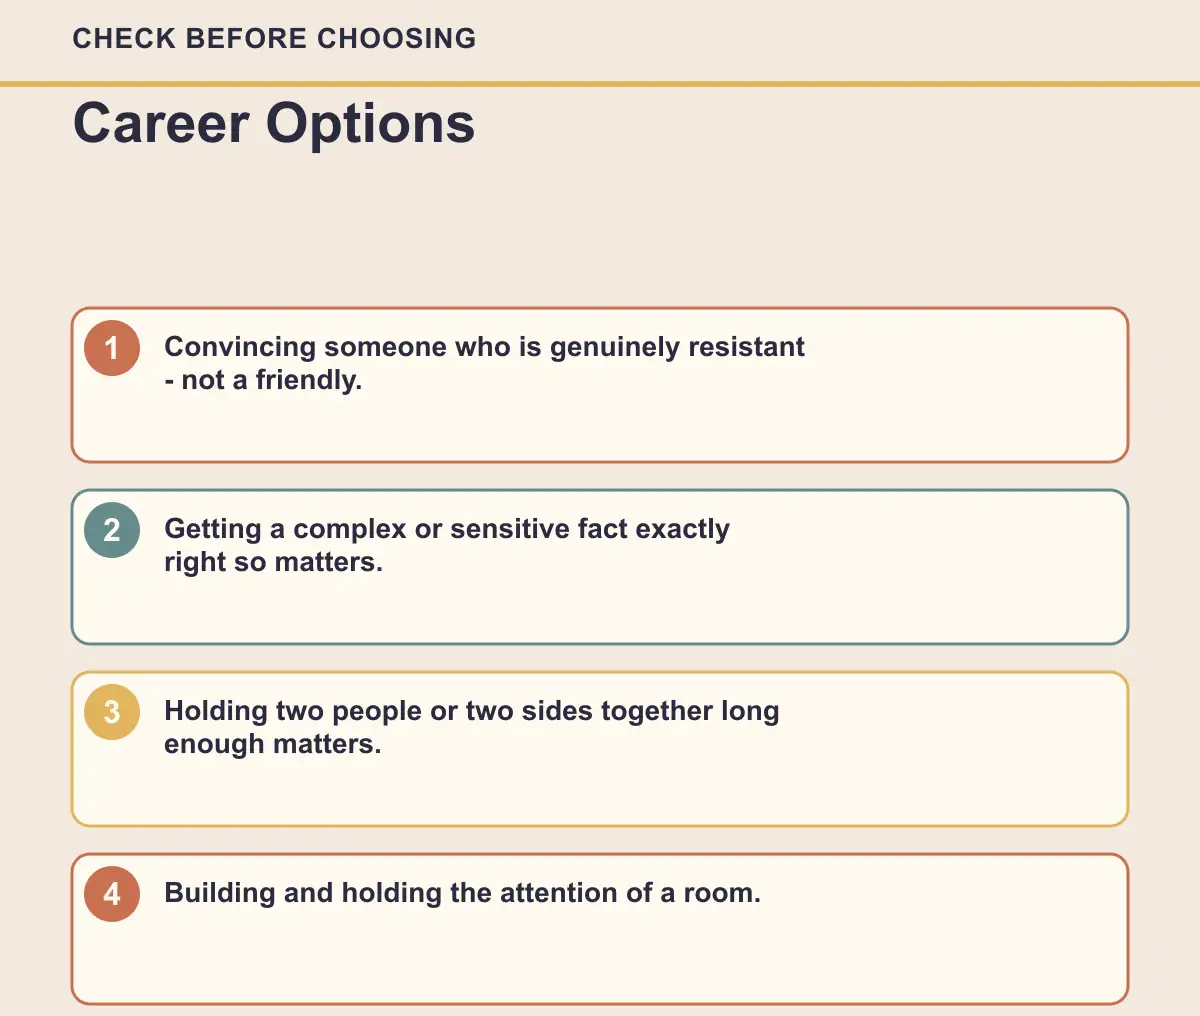 CHECK BEFORE CHOOSING
Career Options
1
Convincing someone who is genuinely resistant
- not a friendly.
2
Getting a complex or sensitive fact exactly
right so matters.
3
Holding two people or two sides together long
enough matters.
4
Building and holding the attention of a room.